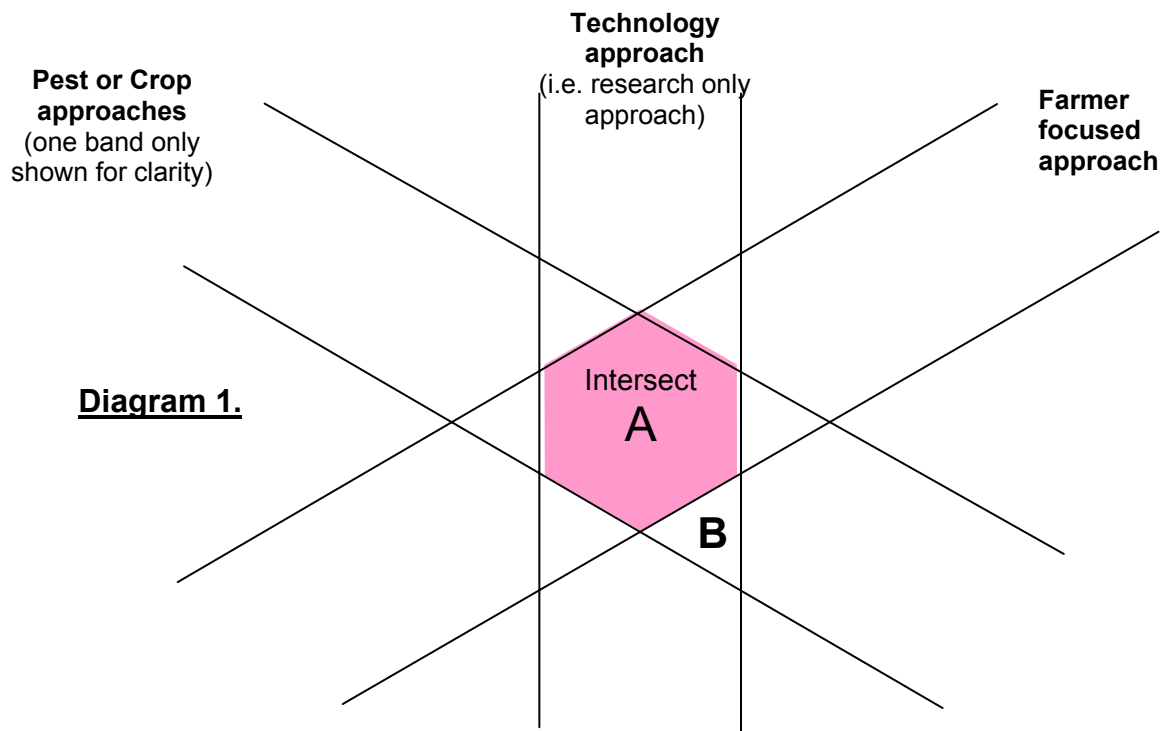 Pest or Crop
approaches
(one band only
shown for clarity)
Technology
approach
(i.e. research only
approach)
Farmer
focused
approach
Diagram 1.
Intersect
A
B